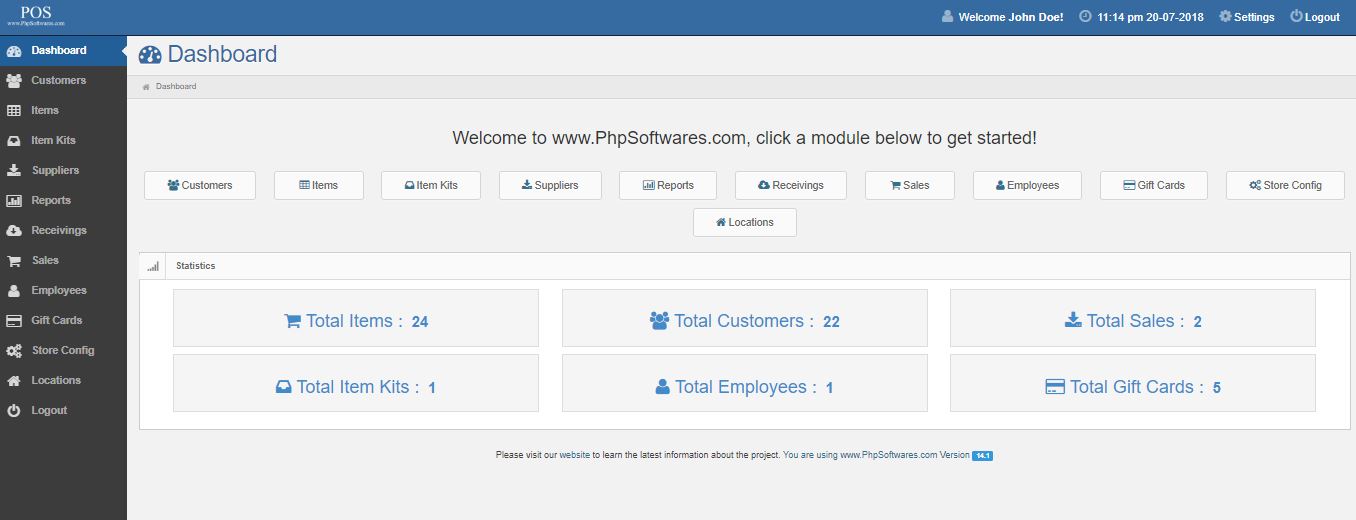 POS
www.PhpSoftwares.com
Welcome John Doe! 11:14 pm 20-07-2018 Settings Logout
Dashboard
Customers
Items
Item Kits
Suppliers
Reports
Receivings
Sales
Employees
Gift Cards
Store Config
Locations
Logout
Dashboard
Dashboard
Welcome to www.PhpSoftwares.com, click a module below to get started!
Customers Items Item Kits Suppliers Reports Receivings Sales Employees Gift Cards Store Config
Locations
Statistics
Total Items : 24 Total Customers : 22 Total Sales : 2
Total Item Kits : 1 Total Employees : 1 Total Gift Cards : 5
Please visit our website to learn the latest information about the project. You are using www.PhpSoftwares.com Version 14.1